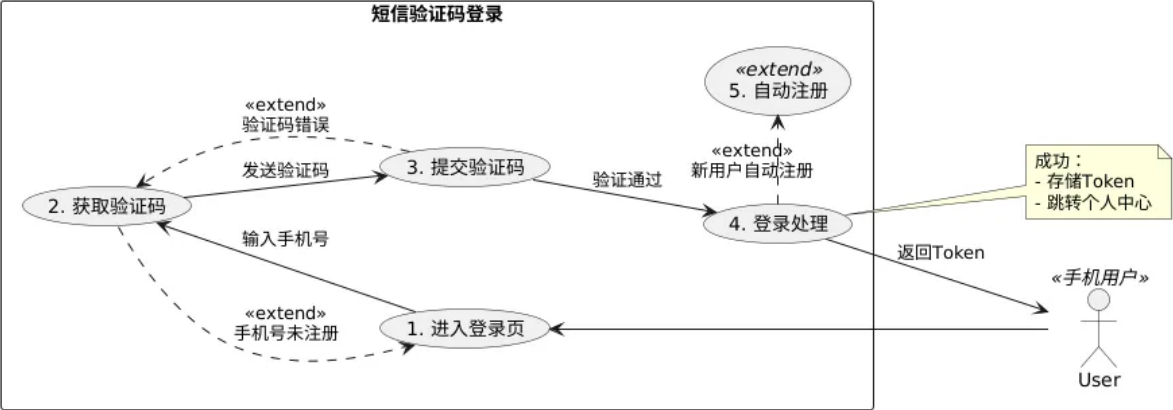 短信验证码登录
«extend»
5. 自动注册
«extend»
验证码错误
«extend»
新用户自动注册
3. 提交验证码
发送验证码
验证通过
成功：
- 存储Token
- 跳转个人中心
2. 获取验证码
4. 登录处理
输入手机号
返回Token
«手机用户»
«extend»
手机号未注册
1. 进入登录页
User